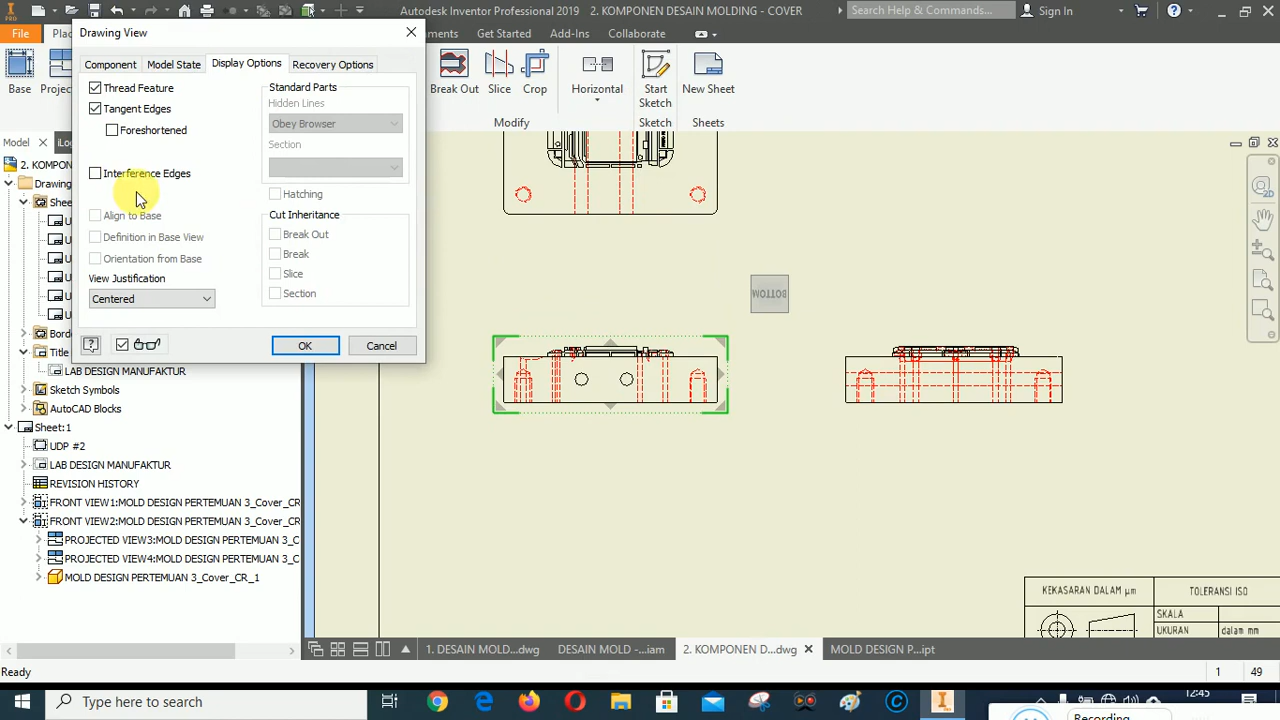 PRO
Autodesk Inventor Professional 2019
2. KOMPONEN DESAIN MOLDING - COVER
Search Help & Commands...
Sign In
Drawing View
File
Get Started
Add-Ins
Collaborate
Component
Model State
Display Options
Recovery Options
Base
Break Out
Slice
Crop
Horizontal
Start
Sketch
New Sheet
Modify
Sketch
Sheets
Thread Feature
Tangent Edges
Foreshortened
Interference Edges
Align to Base
Definition in Base View
Orientation from Base
View Justification
Centered
Standard Parts
Hidden Lines
Obey Browser
Section
Hatching
Cut Inheritance
Break Out
Break
Slice
Section
OK
Cancel
Model
LAB DESIGN MANUFAKTUR
Sketch Symbols
AutoCAD Blocks
Sheet:1
UDP #2
LAB DESIGN MANUFAKTUR
REVISION HISTORY
FRONT VIEW1:MOLD DESIGN PERTEMUAN 3_Cover_CR
FRONT VIEW2:MOLD DESIGN PERTEMUAN 3_Cover_CR
PROJECTED VIEW3:MOLD DESIGN PERTEMUAN 3_C
PROJECTED VIEW4:MOLD DESIGN PERTEMUAN 3_C
MOLD DESIGN PERTEMUAN 3_Cover_CR_1
BOTTOM
KEKASARAN DALAM µm
TOLERANSI ISO
SKALA
UKURAN
dalam mm
1. DESAIN MOLD...dwg
DESAIN MOLD -...iam
2. KOMPONEN D...dwg
MOLD DESIGN P...ipt
Ready
1
49
Type here to search
12:45
Recording